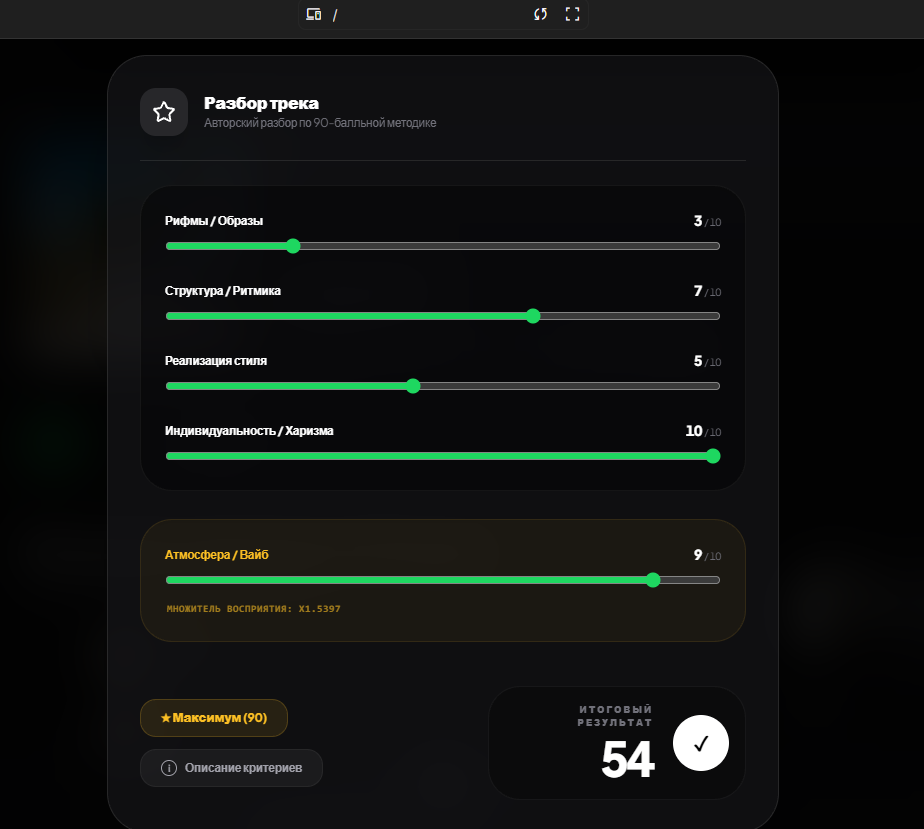 /
Разбор трека
Авторский разбор по 90-балльной методике
Рифмы / Образы
3 / 10
Структура / Ритмика
7 / 10
Реализация стиля
5 / 10
Индивидуальность / Харизма
10 / 10
Атмосфера / Вайб
9 / 10
МНОЖИТЕЛЬ ВОСПРИЯТИЯ: X1.5397
★ Максимум (90)
Описание критериев
ИТОГОВЫЙ
РЕЗУЛЬТАТ
54
✓